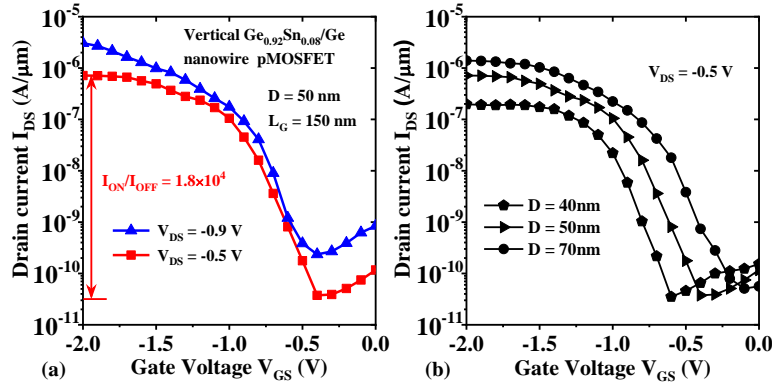 Vertical Ge₀.₉₂Sn₀.₀₈/Ge
nanowire pMOSFET
D = 50 nm
L_G = 150 nm
I_ON/I_OFF = 1.8×10⁴
V_DS = -0.9 V
V_DS = -0.5 V
Drain current I_DS (A/μm)
10⁻⁵
10⁻⁶
10⁻⁷
10⁻⁸
10⁻⁹
10⁻¹⁰
10⁻¹¹
-2.0 -1.5 -1.0 -0.5 0.0
Gate Voltage V_GS (V)
(a)
V_DS = -0.5 V
D = 40nm
D = 50nm
D = 70nm
Drain current I_DS (A/μm)
10⁻⁵
10⁻⁶
10⁻⁷
10⁻⁸
10⁻⁹
10⁻¹⁰
10⁻¹¹
-2.0 -1.5 -1.0 -0.5 0.0
Gate Voltage V_GS (V)
(b)